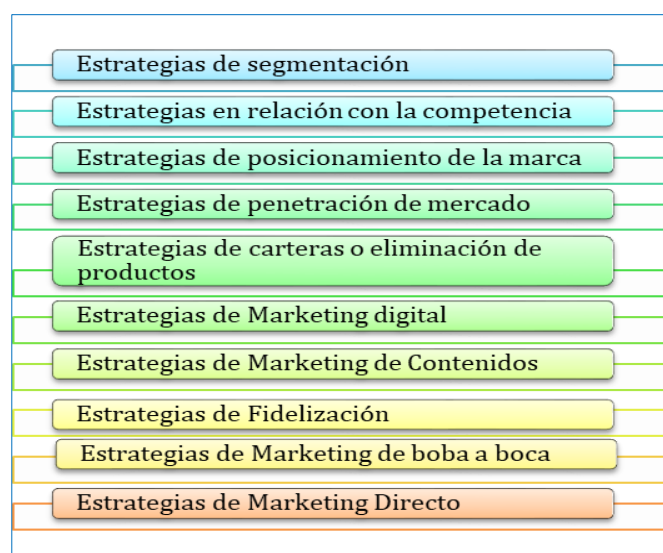 Estrategias de segmentación
Estrategias en relación con la competencia
Estrategias de posicionamiento de la marca
Estrategias de penetración de mercado
Estrategias de carteras o eliminación de
productos
Estrategias de Marketing digital
Estrategias de Marketing de Contenidos
Estrategias de Fidelización
Estrategias de Marketing de boba a boca
Estrategias de Marketing Directo